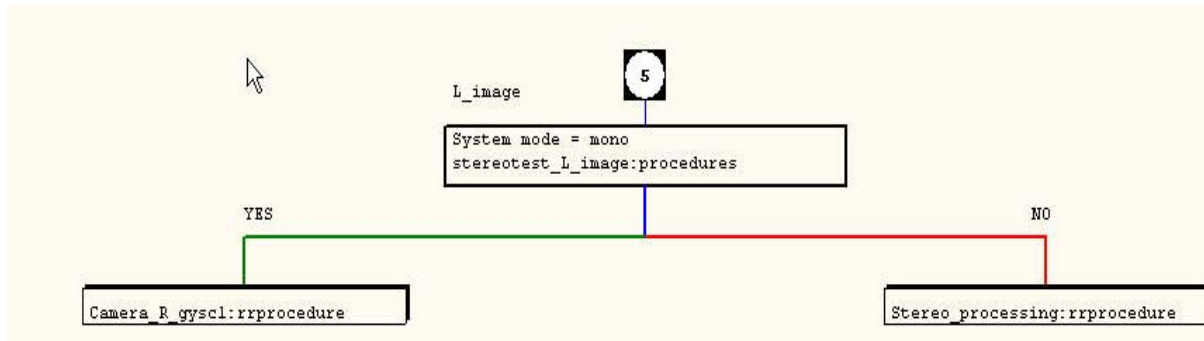 5
L_image
System mode = mono
stereotest_L_image:procedures
YES
NO
Camera_R_gyscl:rrprocedure
Stereo_processing:rrprocedure